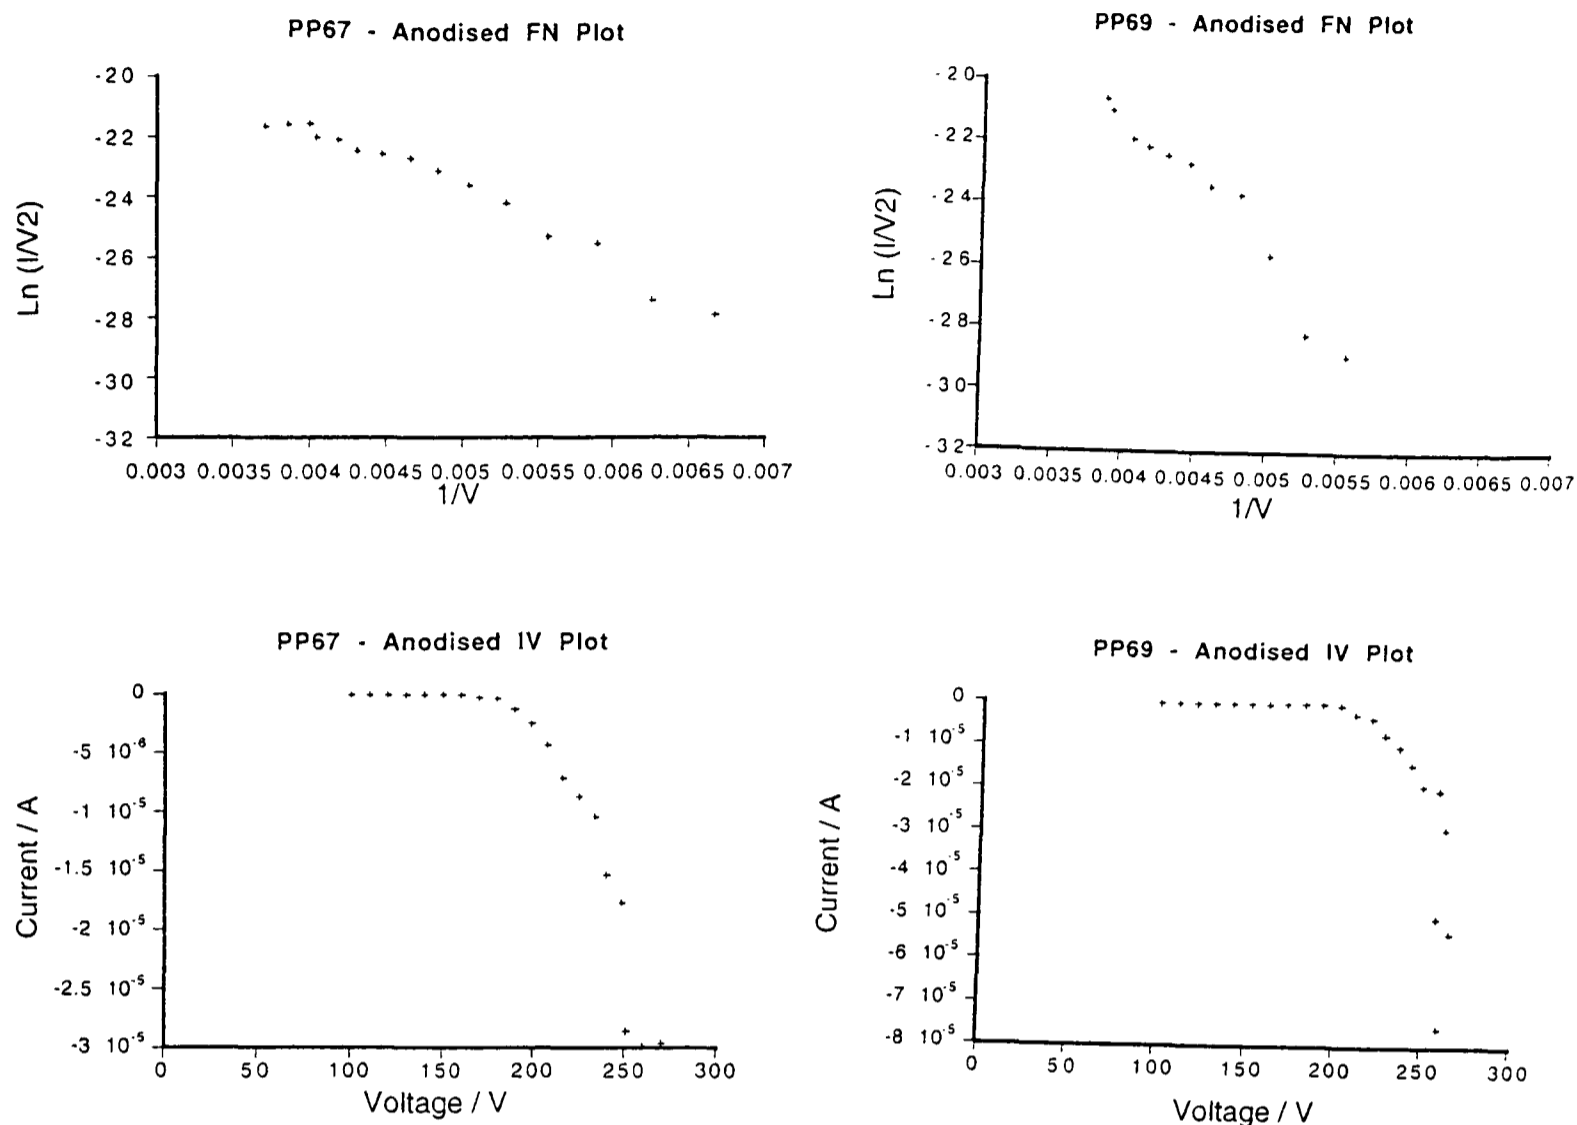 PP67 - Anodised FN Plot
-20
-22
-24
-26
-28
-30
-32
Ln (I/V2)
0.003 0.0035 0.004 0.0045 0.005 0.0055 0.006 0.0065 0.007
1/V
PP69 - Anodised FN Plot
-20
-22
-24
-26
-28
-30
-32
Ln (I/V2)
0.003 0.0035 0.004 0.0045 0.005 0.0055 0.006 0.0065 0.007
1/V
PP67 - Anodised IV Plot
0
-5 10⁻⁶
-1 10⁻⁵
-1.5 10⁻⁵
-2 10⁻⁵
-2.5 10⁻⁵
-3 10⁻⁵
Current / A
0 50 100 150 200 250 300
Voltage / V
PP69 - Anodised IV Plot
0
-1 10⁻⁵
-2 10⁻⁵
-3 10⁻⁵
-4 10⁻⁵
-5 10⁻⁵
-6 10⁻⁵
-7 10⁻⁵
-8 10⁻⁵
Current / A
0 50 100 150 200 250 300
Voltage / V